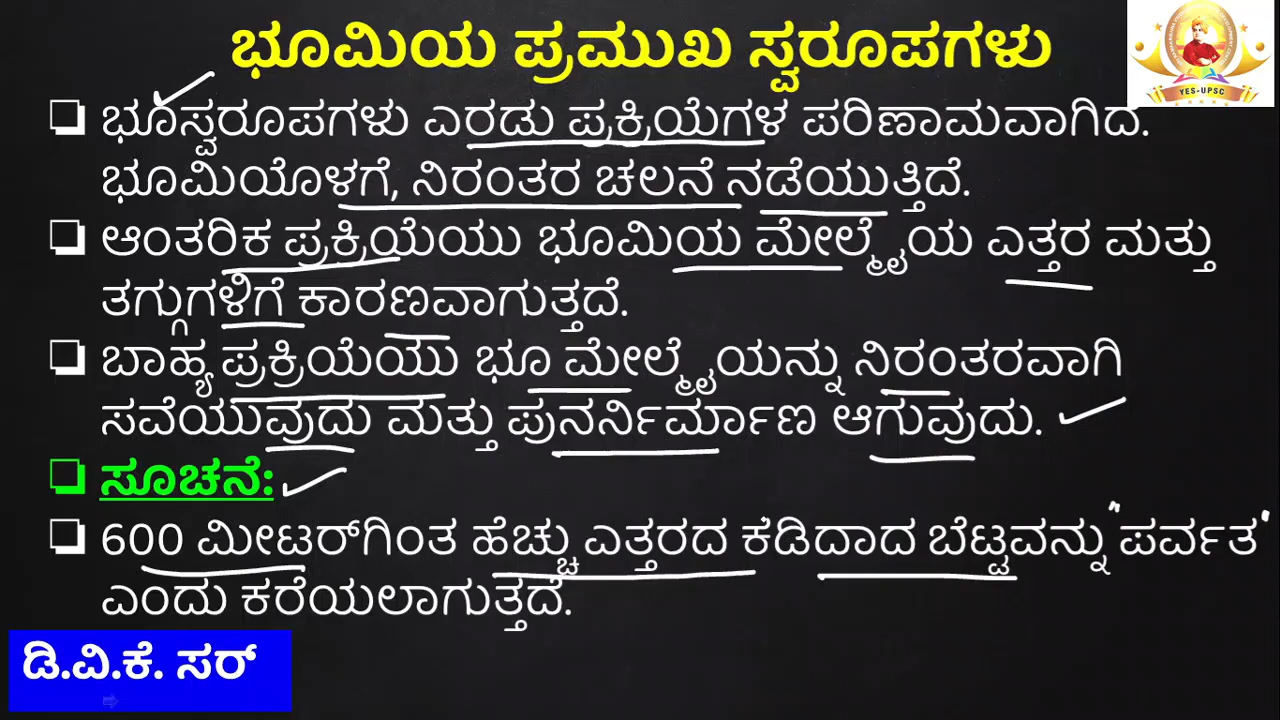 ಭೂಮಿಯ ಪ್ರಮುಖ ಸ್ವರೂಪಗಳು
YES-UPSC
❑ ಭೂಸ್ವರೂಪಗಳು ಎರಡು ಪ್ರಕ್ರಿಯೆಗಳ ಪರಿಣಾಮವಾಗಿದೆ.
ಭೂಮಿಯೊಳಗೆ, ನಿರಂತರ ಚಲನೆ ನಡೆಯುತ್ತಿದೆ.
❑ ಆಂತರಿಕ ಪ್ರಕ್ರಿಯೆಯು ಭೂಮಿಯ ಮೇಲ್ಮೈಯ ಎತ್ತರ ಮತ್ತು
ತಗ್ಗುಗಳಿಗೆ ಕಾರಣವಾಗುತ್ತದೆ.
❑ ಬಾಹ್ಯ ಪ್ರಕ್ರಿಯೆಯು ಭೂ ಮೇಲ್ಮೈಯನ್ನು ನಿರಂತರವಾಗಿ
ಸವೆಯುವುದು ಮತ್ತು ಪುನರ್ನಿರ್ಮಾಣ ಆಗುವುದು.
❑ ಸೂಚನೆ:
❑ 600 ಮೀಟರ್‌ಗಿಂತ ಹೆಚ್ಚು ಎತ್ತರದ ಕಡಿದಾದ ಬೆಟ್ಟವನ್ನು "ಪರ್ವತ"
ಎಂದು ಕರೆಯಲಾಗುತ್ತದೆ.
ಡಿ.ವಿ.ಕೆ. ಸರ್